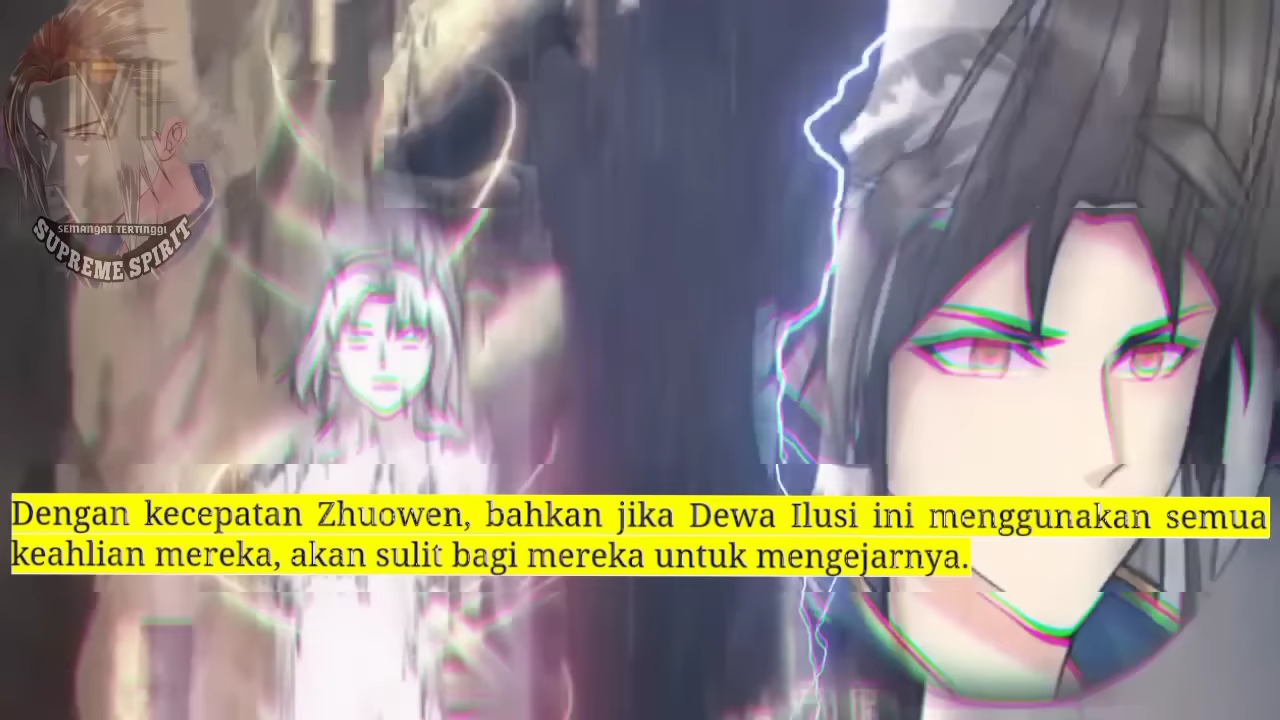 SEMANGAT TERTINGGI
SUPREME SPIRIT
Dengan kecepatan Zhuowen, bahkan jika Dewa Ilusi ini menggunakan semua
keahlian mereka, akan sulit bagi mereka untuk mengejarnya.